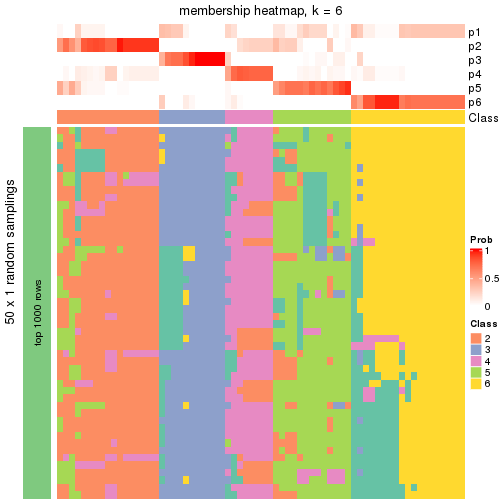 membership heatmap, k = 6
p1
p2
p3
p4
p5
p6
Class
50 x 1 random samplings
top 1000 rows
Prob
1
0.5
0
Class
2
3
4
5
6